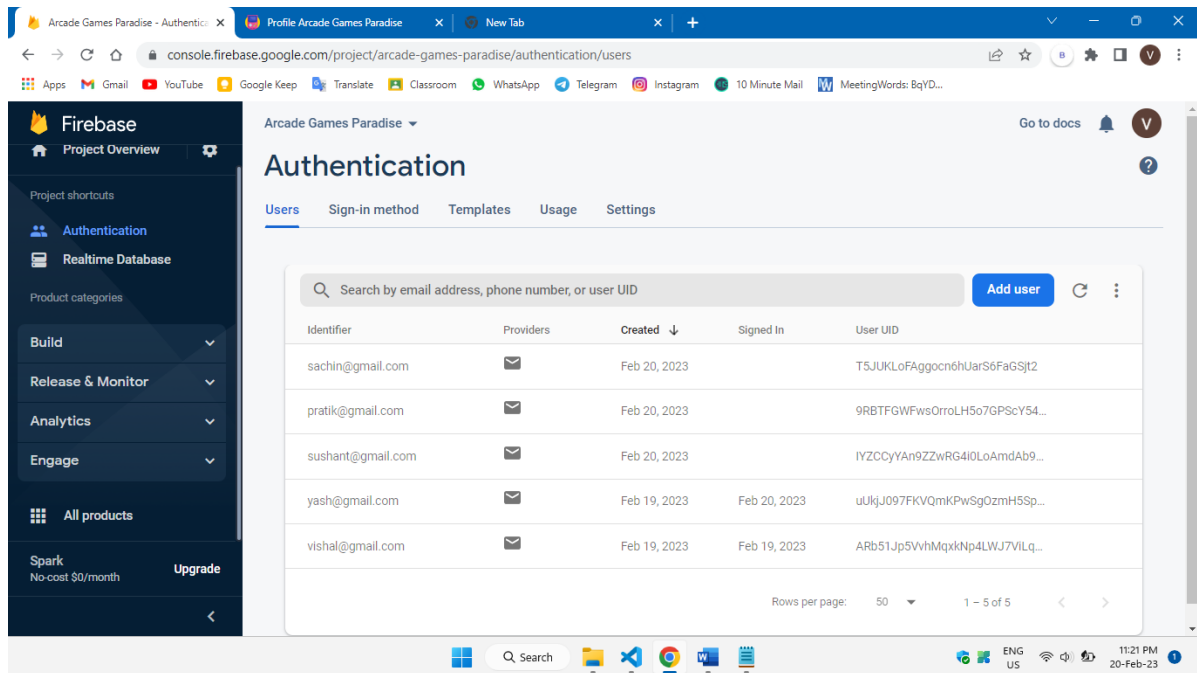 Arcade Games Paradise - Authentica
Profile Arcade Games Paradise
New Tab
console.firebase.google.com/project/arcade-games-paradise/authentication/users
B
V
Apps Gmail YouTube Google Keep Translate Classroom WhatsApp Telegram Instagram 10 Minute Mail MeetingWords: BqYD...
Firebase
Project Overview
Project shortcuts
Authentication
Realtime Database
Product categories
Build
Release & Monitor
Analytics
Engage
All products
Spark
No-cost $0/month
Upgrade
Arcade Games Paradise
Go to docs
V
Authentication
Users Sign-in method Templates Usage Settings
Search by email address, phone number, or user UID
Add user
Identifier Providers Created Signed In User UID
sachin@gmail.com Feb 20, 2023 T5JUKLoFAggocn6hUarS6FaGSjt2
pratik@gmail.com Feb 20, 2023 9RBTFGWFwsOrroLH5o7GPScY54...
sushant@gmail.com Feb 20, 2023 IYZCCyYAn9ZZwRG4i0LoAmdAb9...
yash@gmail.com Feb 19, 2023 Feb 20, 2023 uUkjJ097FKVQmKPwSgOzmH5Sp...
vishal@gmail.com Feb 19, 2023 Feb 19, 2023 ARb51Jp5VvhMqxkNp4LWJ7ViLq...
Rows per page: 50 1 – 5 of 5
Search
ENG
US
11:21 PM
20-Feb-23
1